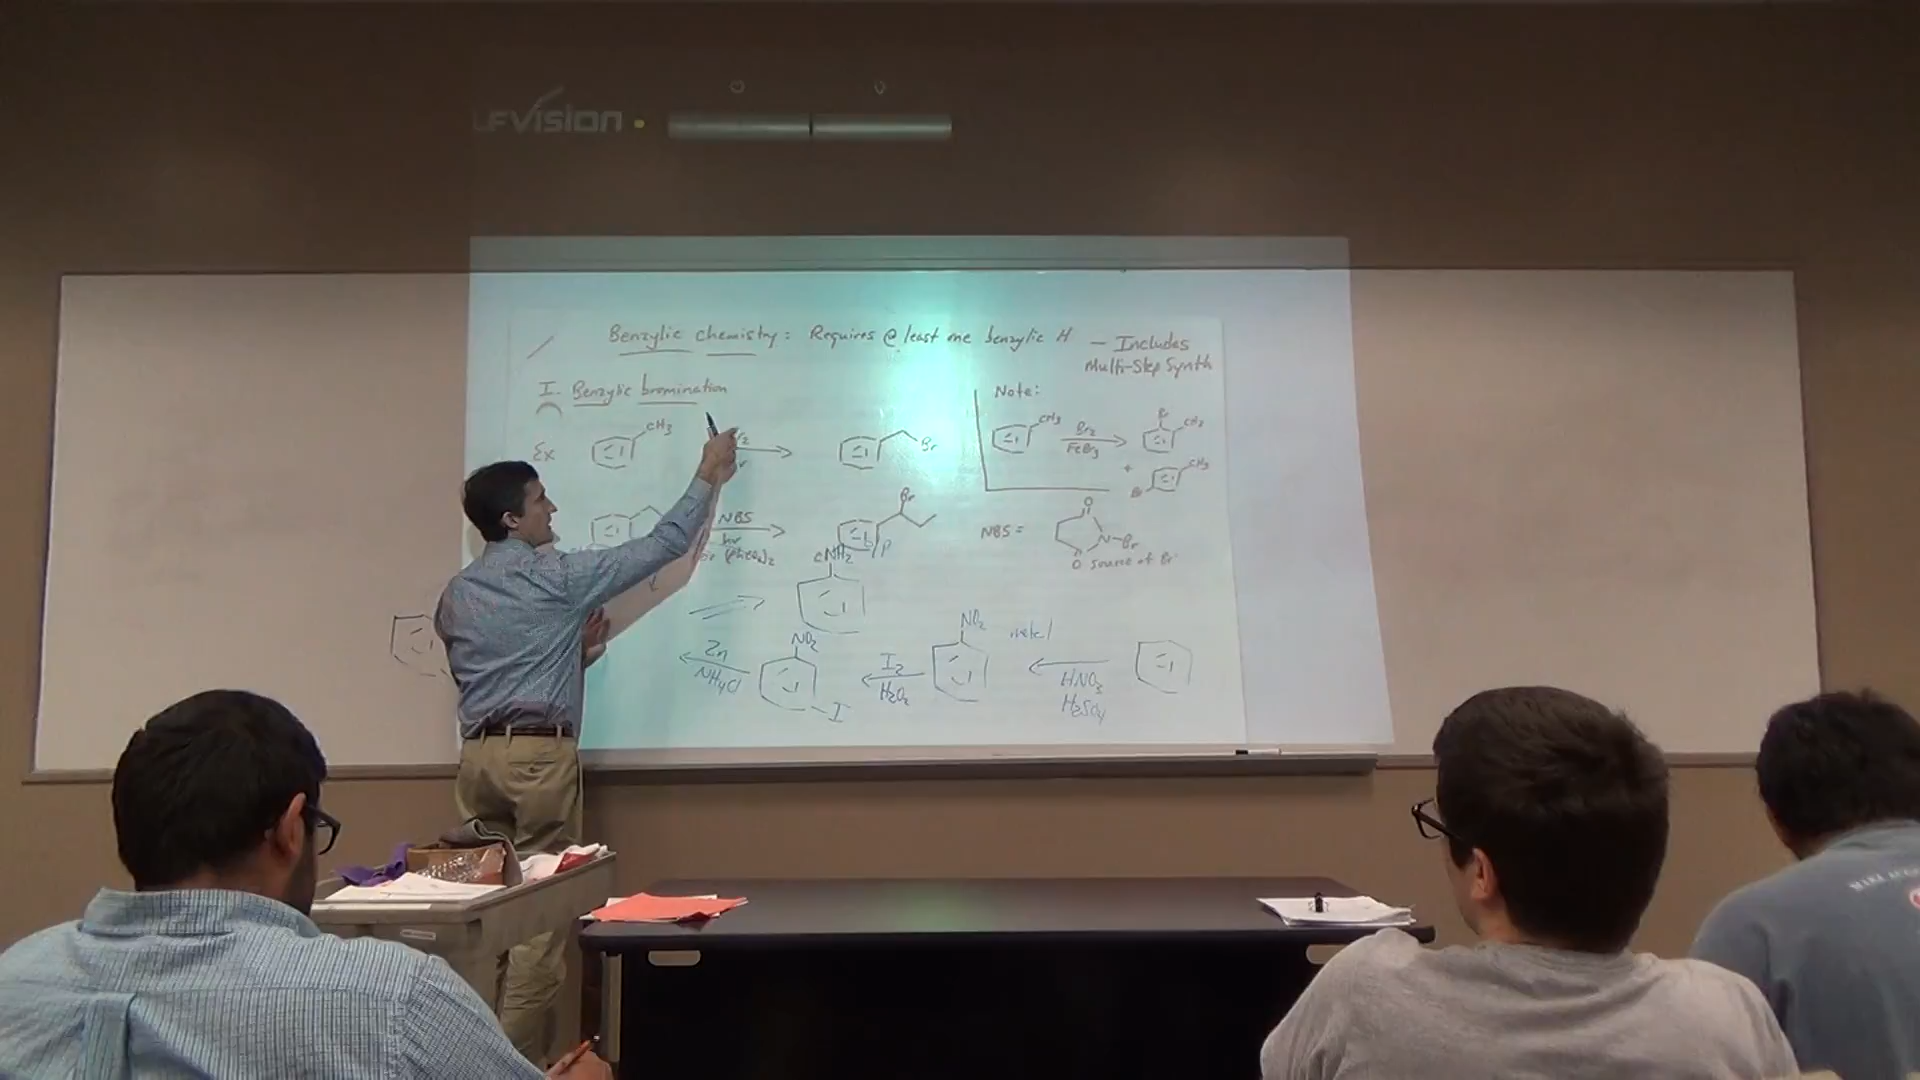 Vision
Benzylic chemistry: Requires @ least one benzylic H
— Includes
Multi-Step Synth
I. Benzylic bromination
Note:
Ex
CH3
Br
CH3
Br2
FeBr3
Br
CH3
+
Br
CH3
NBS
hν
Br
NBS =
O
N
Br
O
source of Br
NH2
Zn
NH4Cl
NO2
I
I2
H2O2
NO2
metal
HNO3
H2SO4